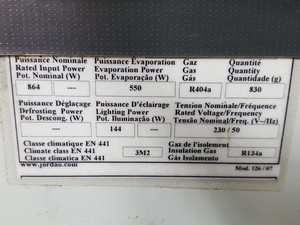 Puissance Nominale Puissance Evaporation Gaz Quantité
Rated Input Power Evaporation Power Gas Quantity
Pot. Nominal (W) Pot. Evaporação (W) Gás Quantidade (g)
864 --- 550 R404a 830
Puissance Déglaçage Puissance D'éclairage Tension Nominale/Fréquence
Defrosting Power Lighting Power Rated Voltage/Frequency
Pot. Descong. (W) Pot. Iluminação (W) Tensão Nominal/Freq. (V~/Hz)
--- --- 144 --- 230 / 50
Classe climatique EN 441 Gaz de l'isolement
Climate class EN 441 3M2 Insulation Gas R134a
Classe climatica EN 441 Gás Isolamento
www.jordao.com Mod. 126 / 07